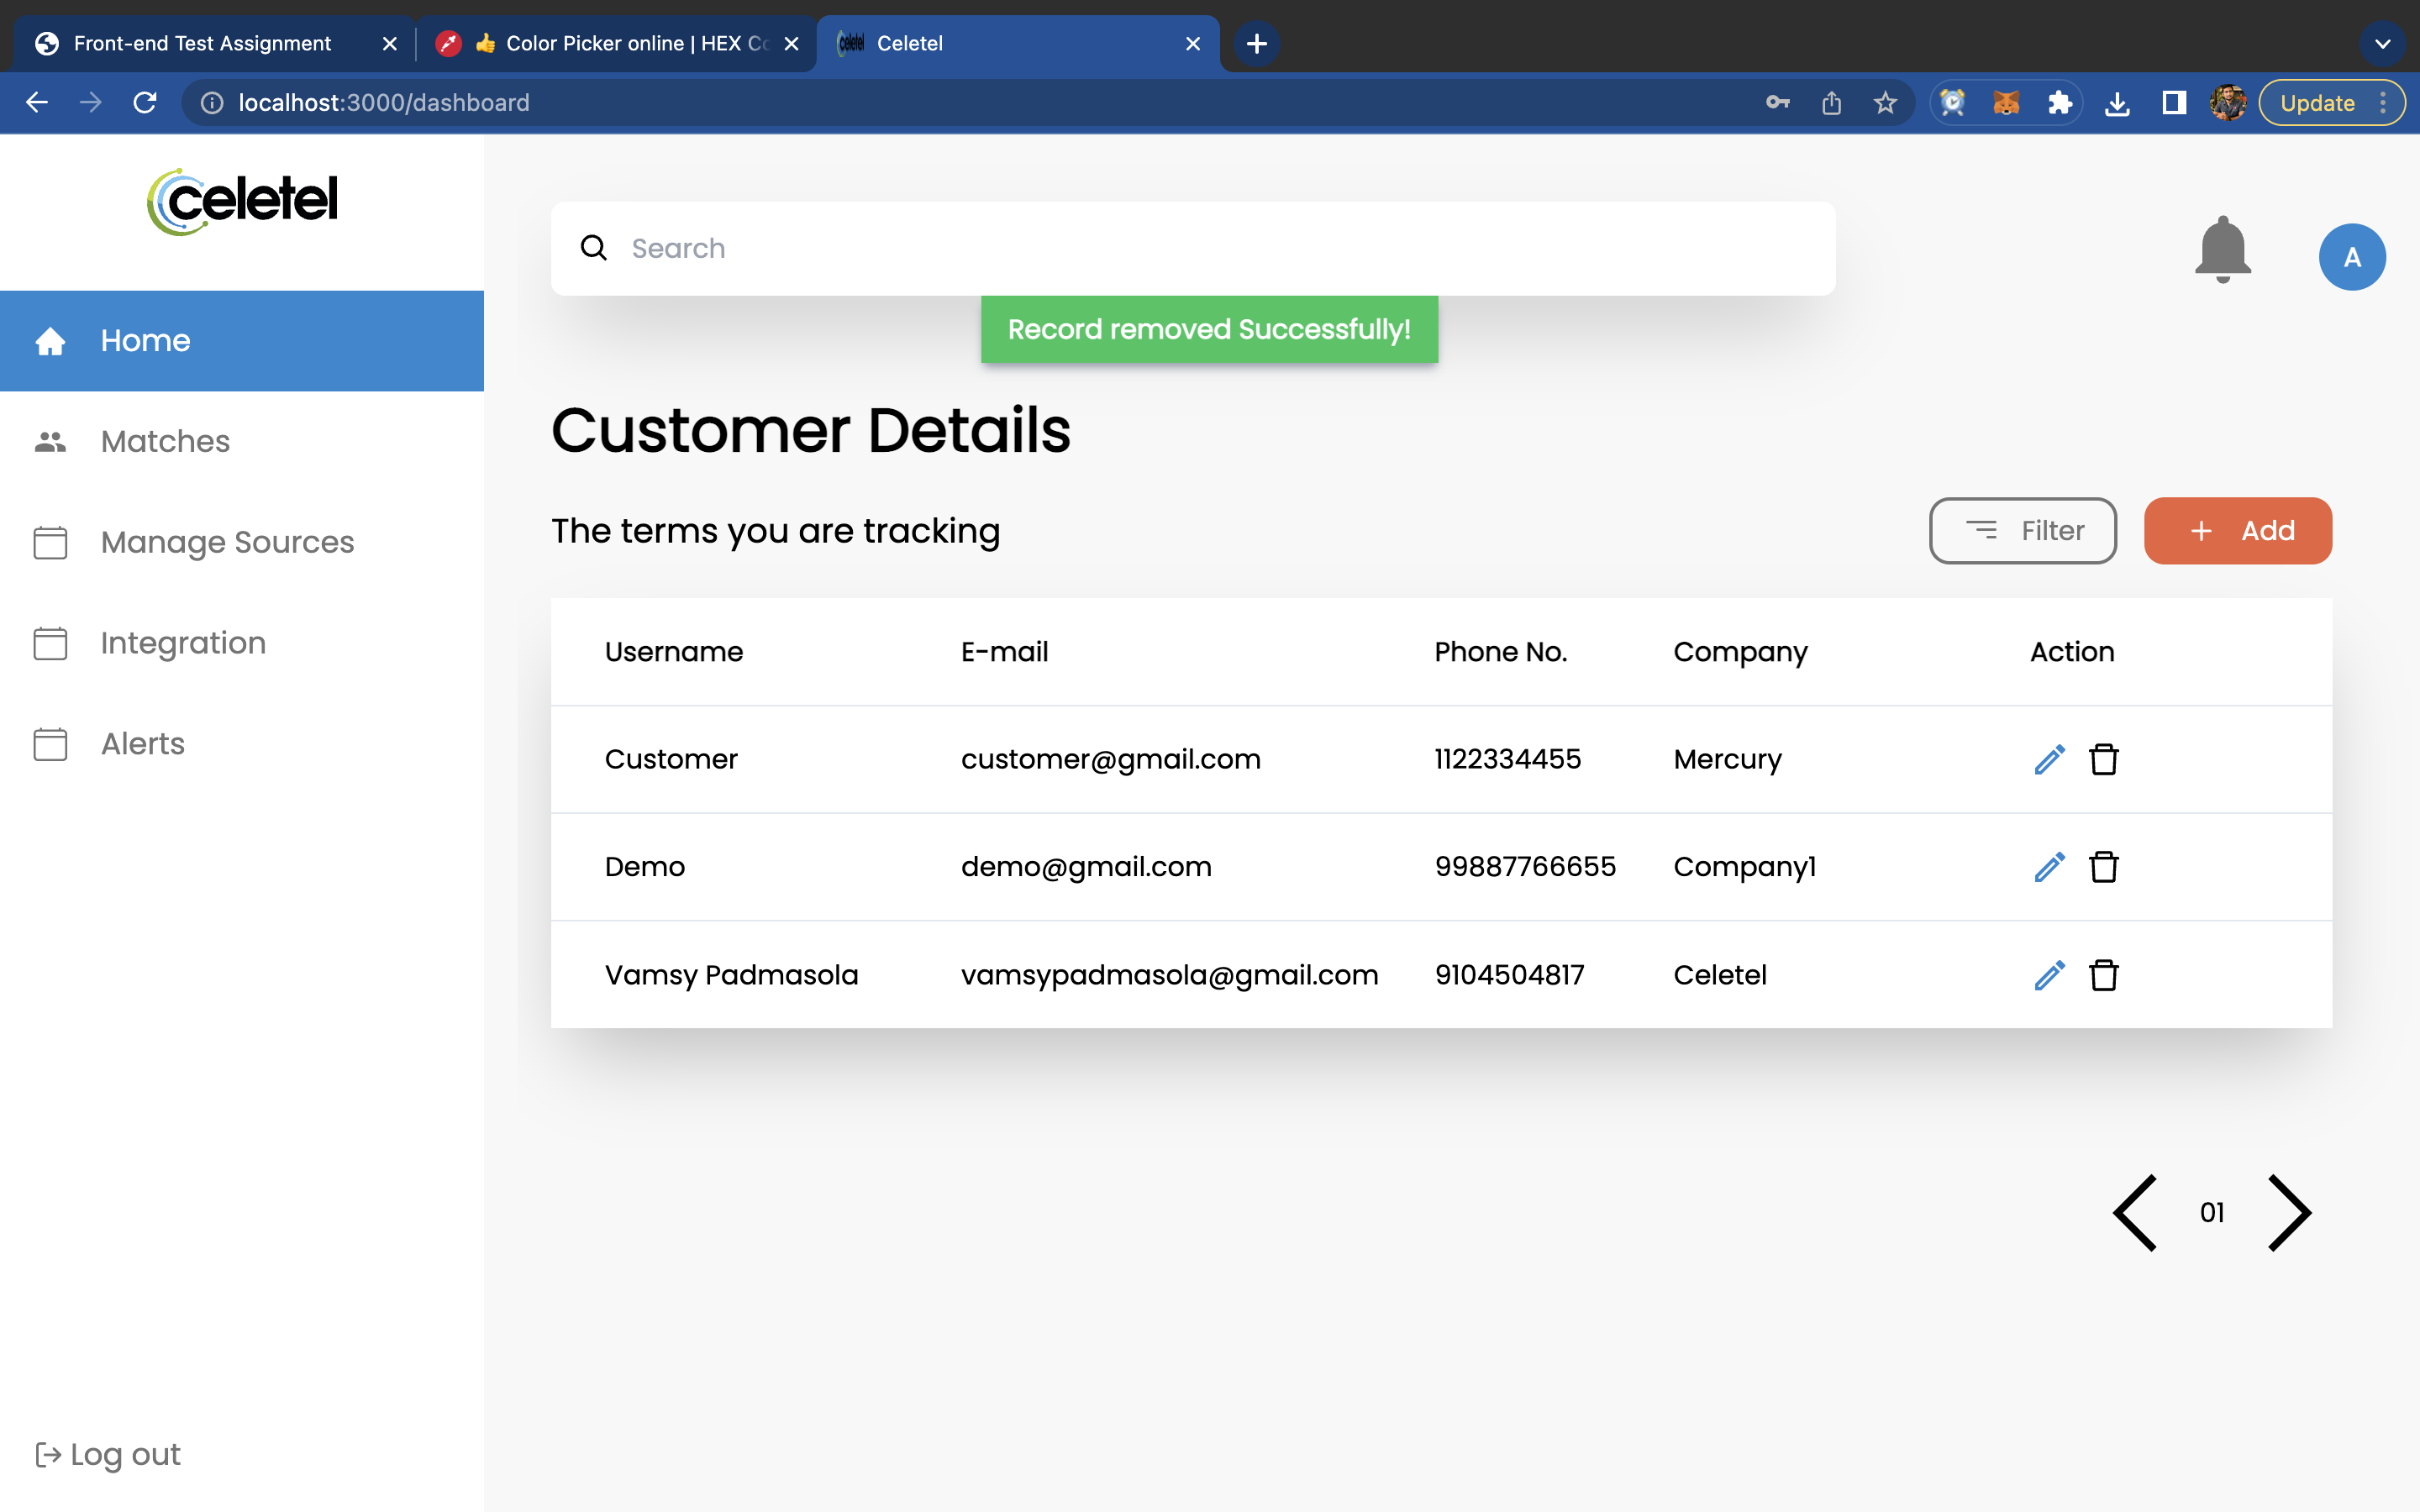 Front-end Test Assignment
👍 Color Picker online | HEX Co
Celetel
localhost:3000/dashboard
Update
celetel
Search
A
Record removed Successfully!
Home
Matches
Manage Sources
Integration
Alerts
Log out
Customer Details
The terms you are tracking
Filter
+ Add
Username E-mail Phone No. Company Action
Customer customer@gmail.com 1122334455 Mercury
Demo demo@gmail.com 99887766655 Company1
Vamsy Padmasola vamsypadmasola@gmail.com 9104504817 Celetel
01